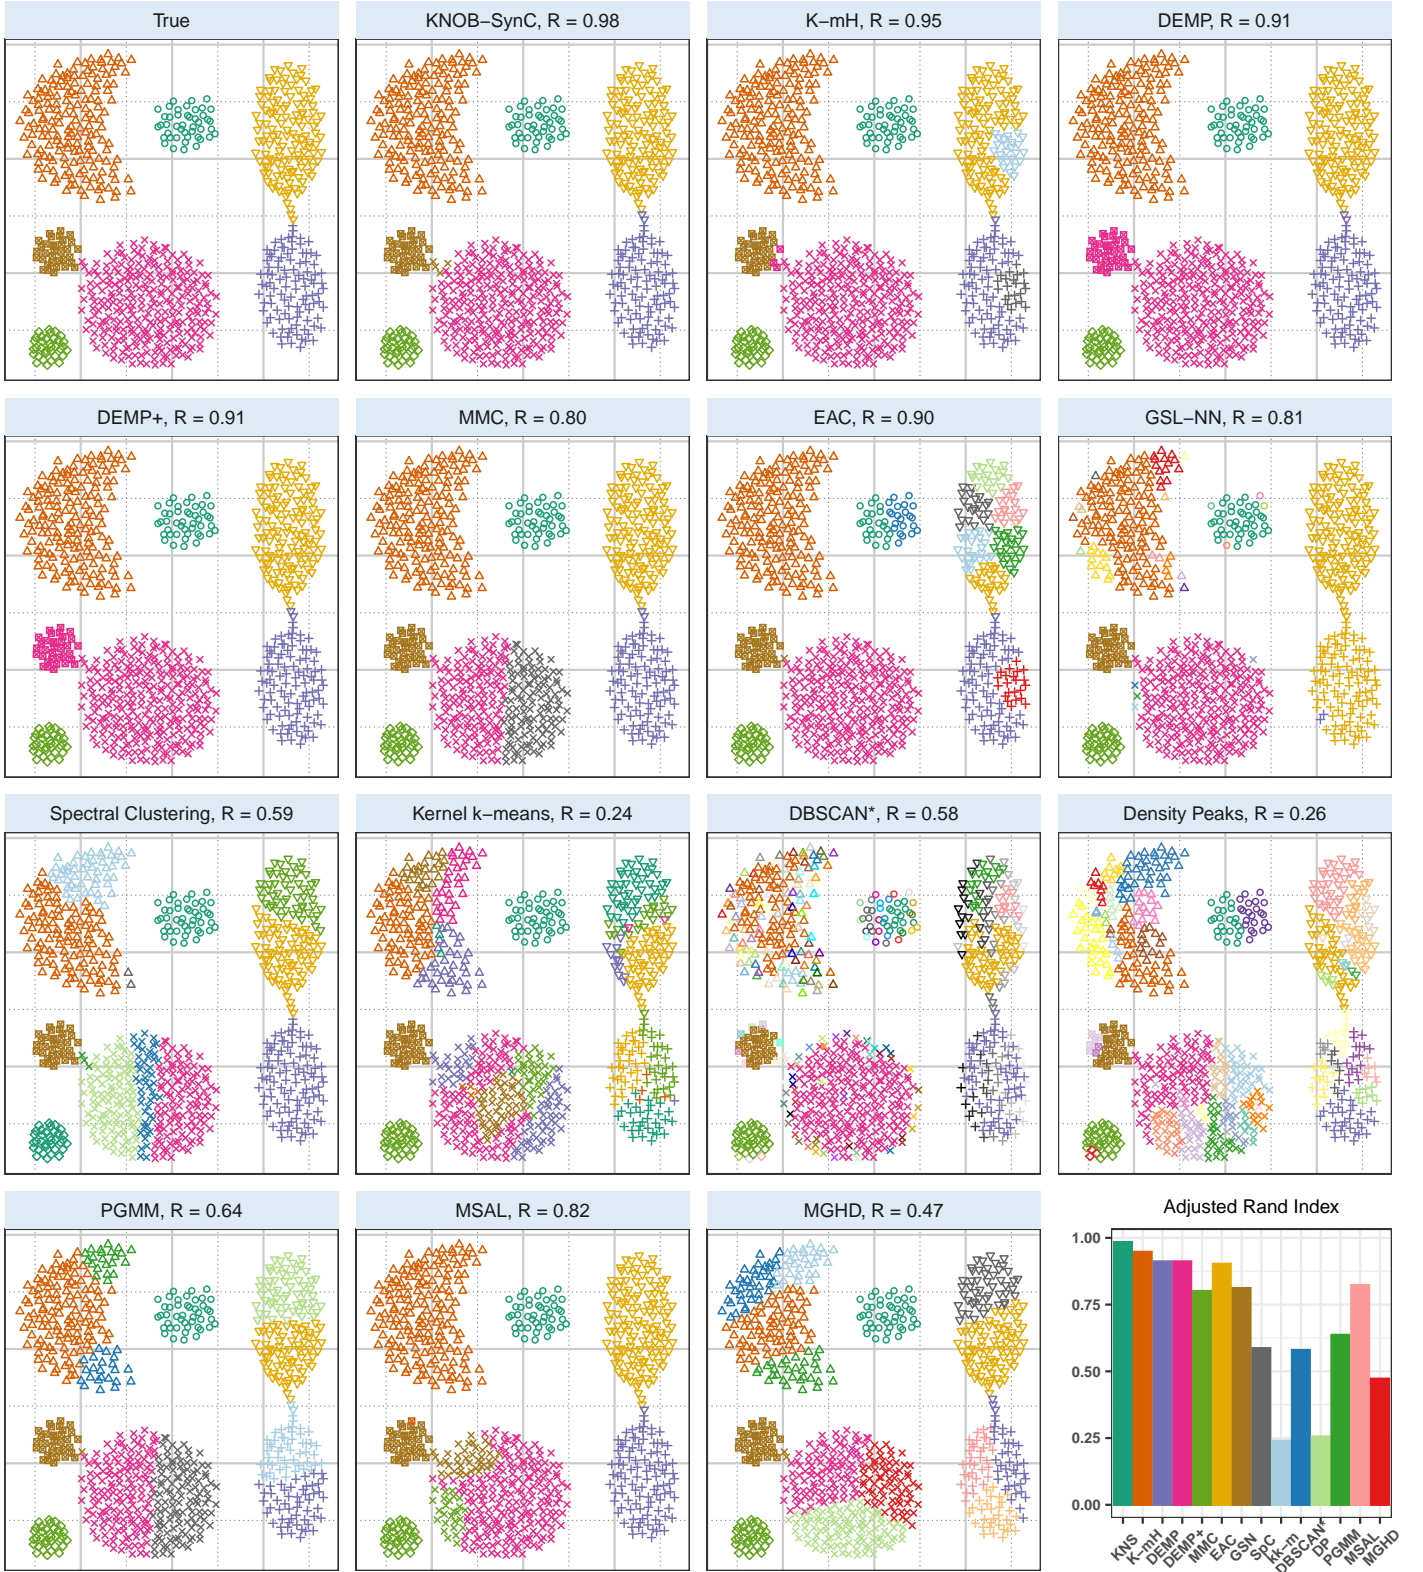 True
KNOB−SynC, R = 0.98
K−mH, R = 0.95
DEMP, R = 0.91
DEMP+, R = 0.91
MMC, R = 0.80
EAC, R = 0.90
GSL−NN, R = 0.81
Spectral Clustering, R = 0.59
Kernel k−means, R = 0.24
DBSCAN*, R = 0.58
Density Peaks, R = 0.26
PGMM, R = 0.64
MSAL, R = 0.82
MGHD, R = 0.47
Adjusted Rand Index
1.00
0.75
0.50
0.25
0.00
KNS
K−mH
DEMP
DEMP+
MMC
EAC
GSN
SpC
kk−m
DBSCAN*
DP
PGMM
MSAL
MGHD